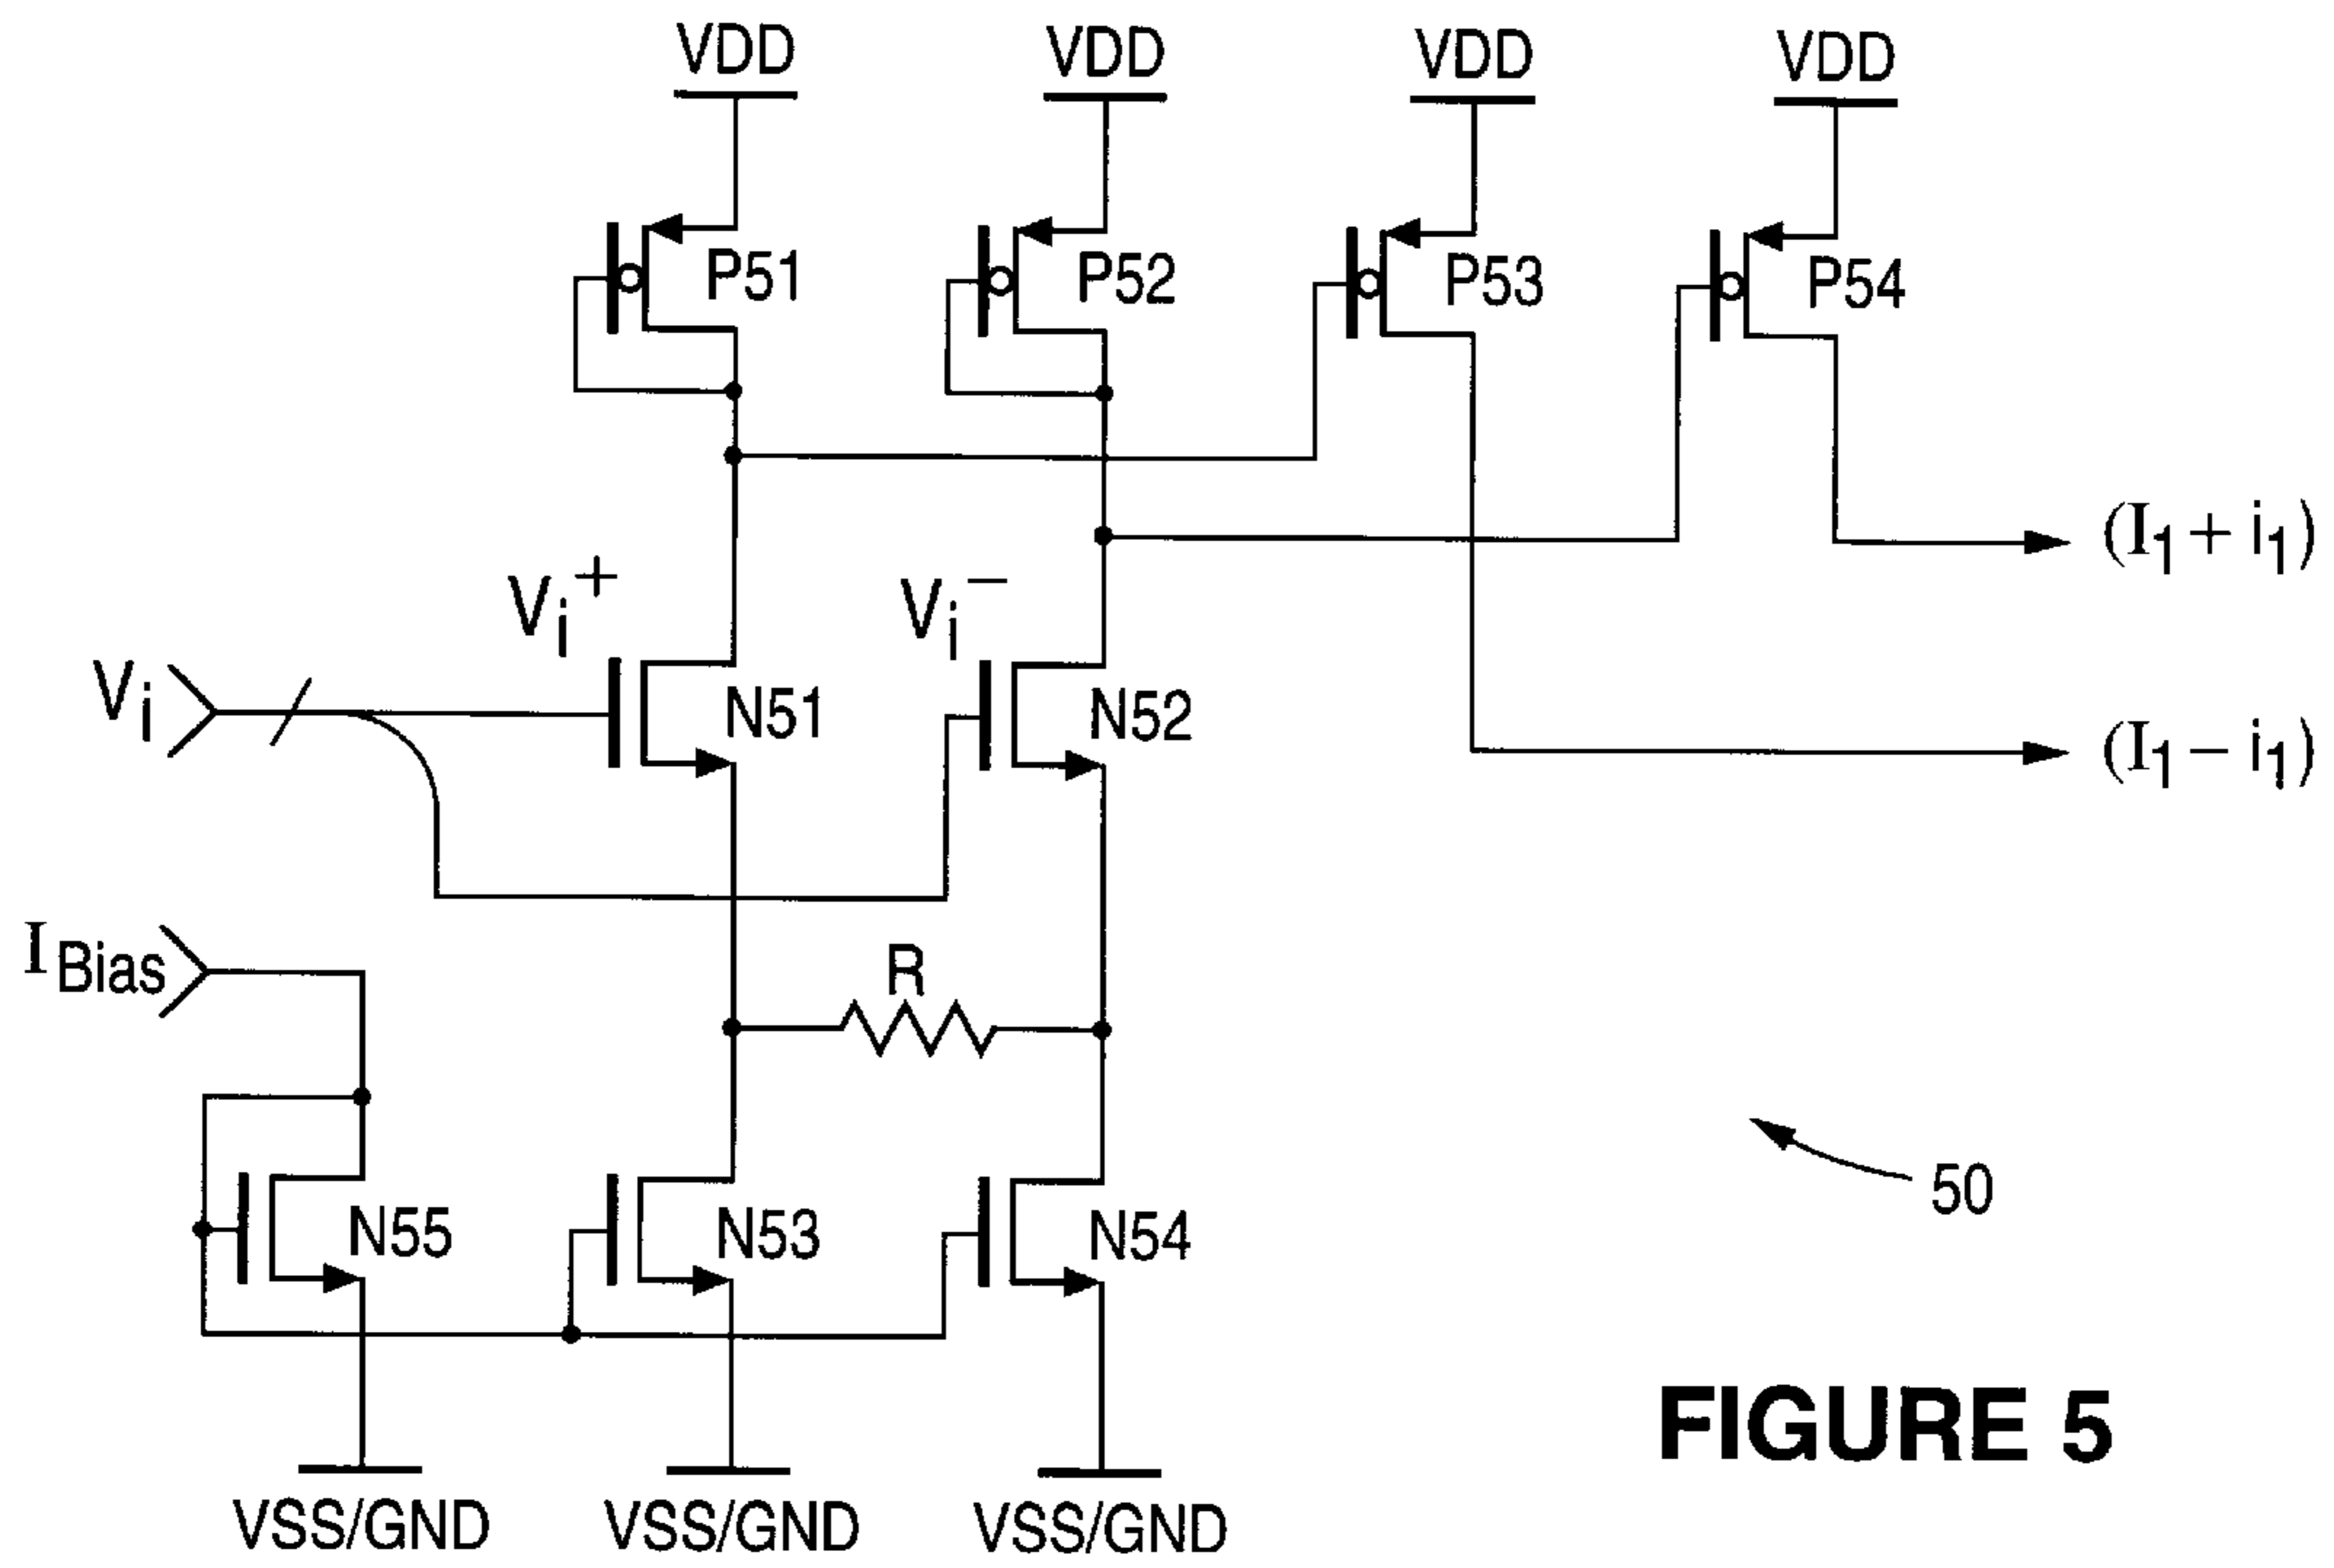 VDD VDD VDD VDD
P51 P52 P53 P54
(I1 + i1)
Vi+ Vi−
Vi N51 N52
(I1 − i1)
IBias R
50
N55 N53 N54
FIGURE 5
VSS/GND VSS/GND VSS/GND